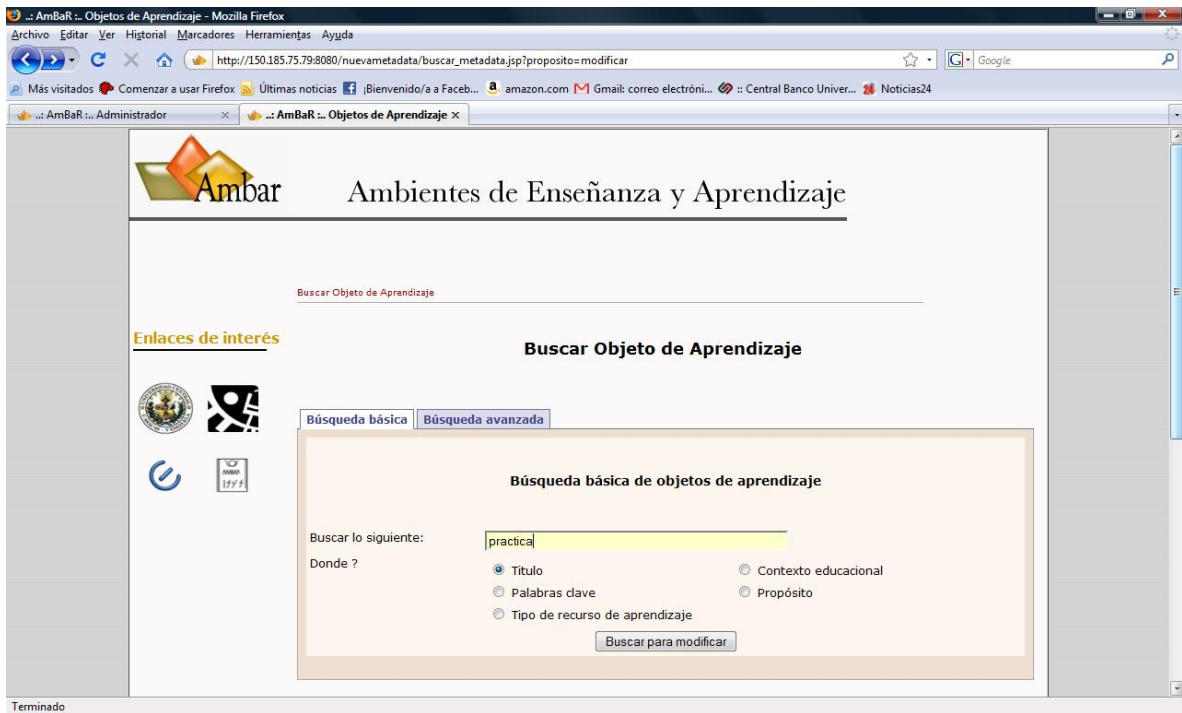 ..: AmBaR :.. Objetos de Aprendizaje - Mozilla Firefox
Archivo Editar Ver Historial Marcadores Herramientas Ayuda
http://150.185.75.79:8080/nuevametadata/buscar_metadata.jsp?proposito=modificar
G Google
Más visitados Comenzar a usar Firefox Últimas noticias ¡Bienvenido/a a Faceb... amazon.com Gmail: correo electróni... :: Central Banco Univer... Noticias24
..: AmBaR :.. Administrador ..: AmBaR :.. Objetos de Aprendizaje
Ambar Ambientes de Enseñanza y Aprendizaje
Buscar Objeto de Aprendizaje
Enlaces de interés
Buscar Objeto de Aprendizaje
Búsqueda básica Búsqueda avanzada
Búsqueda básica de objetos de aprendizaje
Buscar lo siguiente: practica
Donde ?
Titulo Contexto educacional
Palabras clave Propósito
Tipo de recurso de aprendizaje
Buscar para modificar
Terminado